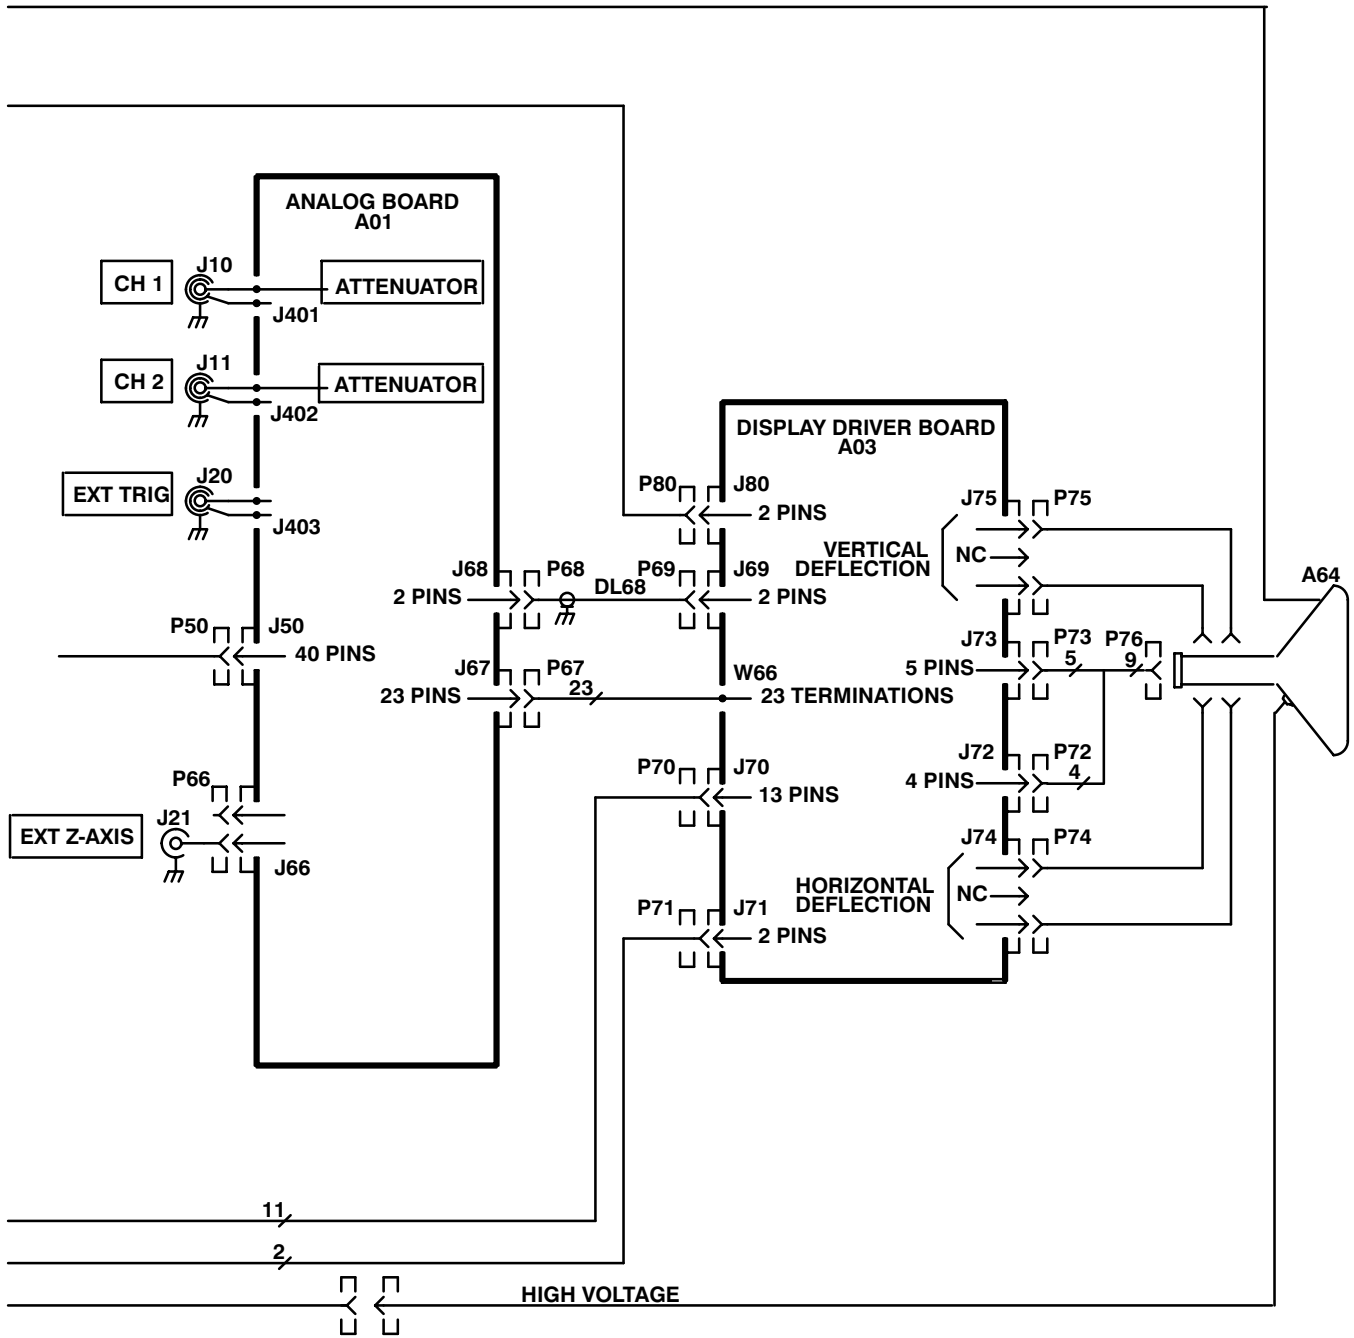 ANALOG BOARD
A01
CH 1
J10
ATTENUATOR
J401
CH 2
J11
ATTENUATOR
J402
EXT TRIG
J20
J403
J68
P68
2 PINS
DL68
P50
J50
40 PINS
J67
P67
23 PINS
23
P66
J21
EXT Z-AXIS
J66
DISPLAY DRIVER BOARD
A03
P80
J80
2 PINS
P69
J69
2 PINS
W66
23 TERMINATIONS
P70
J70
13 PINS
P71
J71
2 PINS
J75
P75
VERTICAL
DEFLECTION
NC
J73
P73
5 PINS
5
P76
9
A64
J72
P72
4 PINS
4
J74
P74
HORIZONTAL
DEFLECTION
NC
11
2
HIGH VOLTAGE